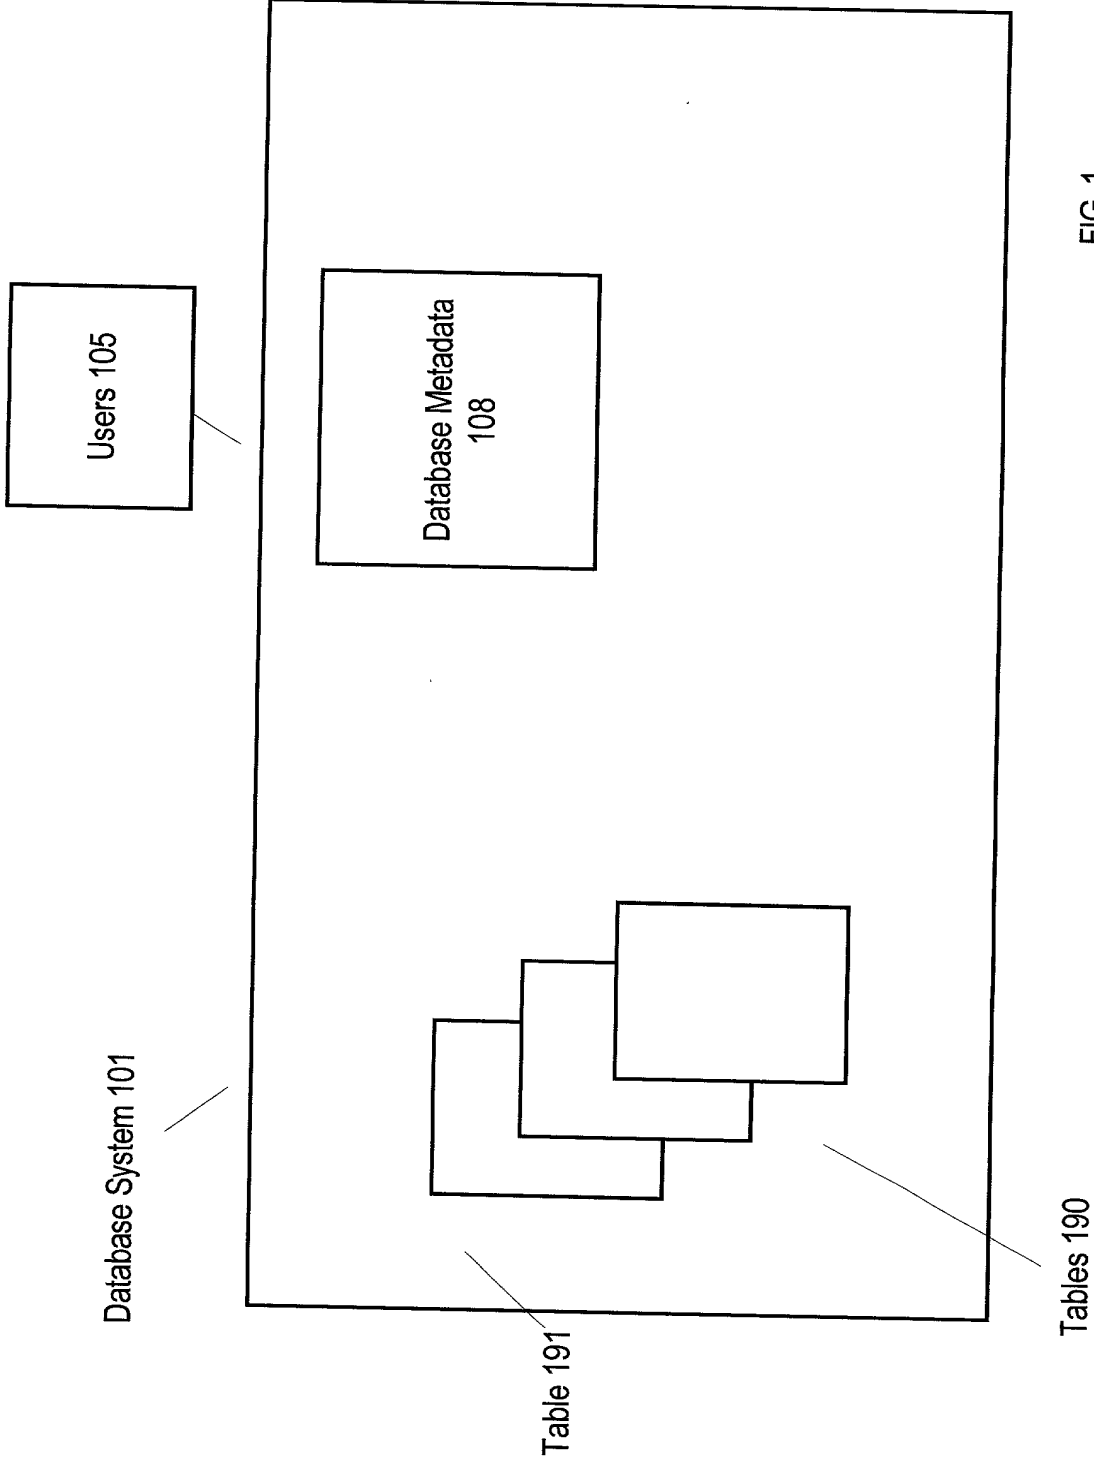 Users 105
Database System 101
Database Metadata
108
Table 191
Tables 190
FIG. 1